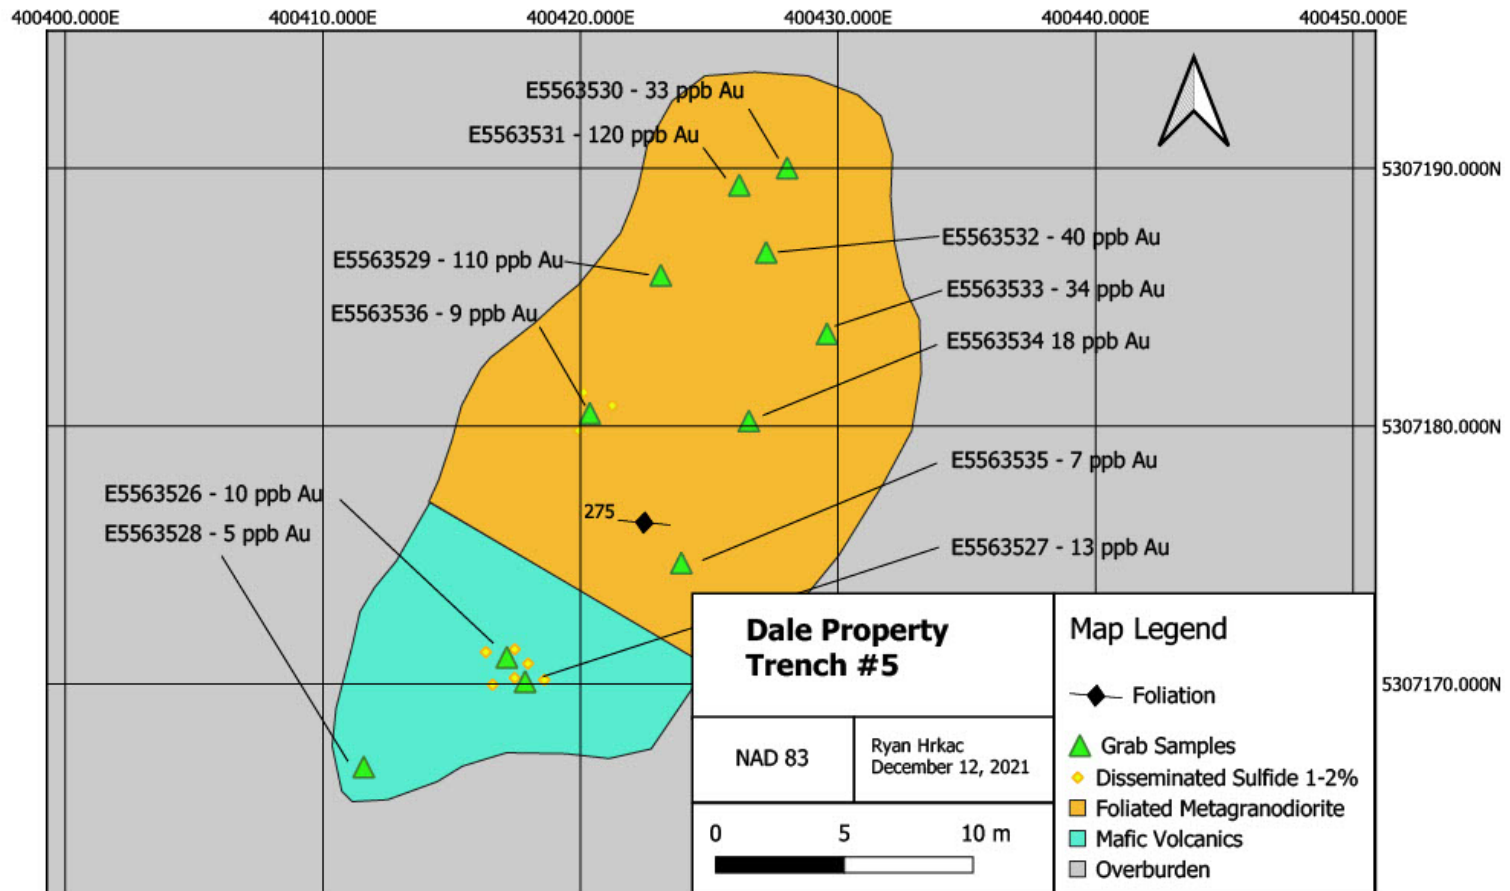 400400.000E
400410.000E
400420.000E
400430.000E
400440.000E
400450.000E
E5563530 - 33 ppb Au
E5563531 - 120 ppb Au
5307190.000N
E5563532 - 40 ppb Au
E5563529 - 110 ppb Au
E5563533 - 34 ppb Au
E5563536 - 9 ppb Au
E5563534 18 ppb Au
5307180.000N
E5563535 - 7 ppb Au
E5563526 - 10 ppb Au
275
E5563528 - 5 ppb Au
E5563527 - 13 ppb Au
5307170.000N
Dale Property
Trench #5
NAD 83
Ryan Hrkac
December 12, 2021
0 5 10 m
Map Legend
Foliation
Grab Samples
Disseminated Sulfide 1-2%
Foliated Metagranodiorite
Mafic Volcanics
Overburden